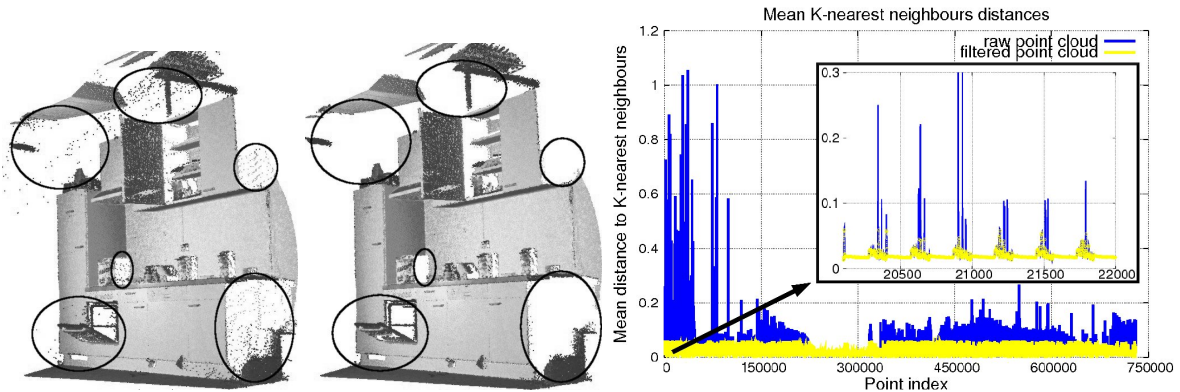 Mean K-nearest neighbours distances
raw point cloud
filtered point cloud
Mean distance to K-nearest neighbours
1.2
1
0.8
0.6
0.4
0.2
0
0.3
0.2
0.1
0
20500 21000 21500 22000
0 150000 300000 450000 600000 750000
Point index